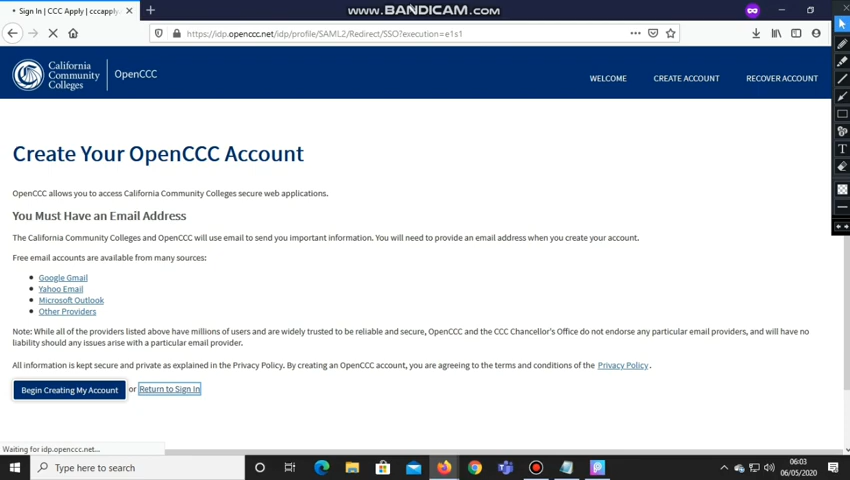 Sign In | CCC Apply | cccapply.
WWW.BANDICAM.COM
https://idp.openccc.net/idp/profile/SAML2/Redirect/SSO?execution=e1s1
California
Community
Colleges
OpenCCC
WELCOME
CREATE ACCOUNT
RECOVER ACCOUNT
Create Your OpenCCC Account
OpenCCC allows you to access California Community Colleges secure web applications.
You Must Have an Email Address
The California Community Colleges and OpenCCC will use email to send you important information. You will need to provide an email address when you create your account.
Free email accounts are available from many sources:
Google Gmail
Yahoo Email
Microsoft Outlook
Other Providers
Note: While all of the providers listed above have millions of users and are widely trusted to be reliable and secure, OpenCCC and the CCC Chancellor's Office do not endorse any particular email providers, and will have no
liability should any issues arise with a particular email provider.
All information is kept secure and private as explained in the Privacy Policy. By creating an OpenCCC account, you are agreeing to the terms and conditions of the Privacy Policy.
Begin Creating My Account or Return to Sign In
Waiting for idp.openccc.net...
Type here to search
06:03
06/05/2020